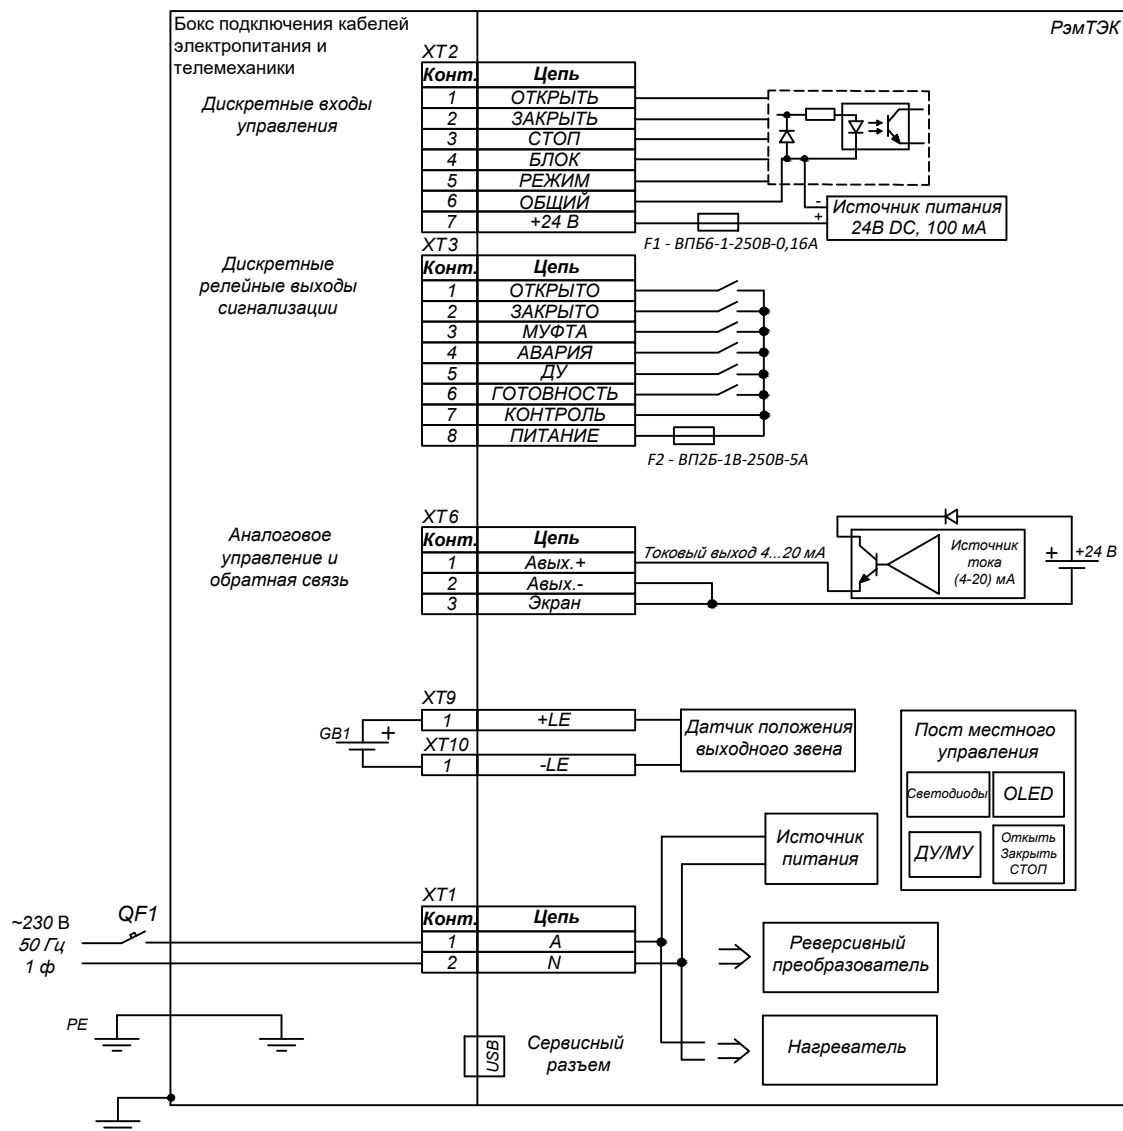 Бокс подключения кабелей
электропитания и
телемеханики
РэмТЭК
Дискретные входы
управления
XT2
Конт. Цепь
1 ОТКРЫТЬ
2 ЗАКРЫТЬ
3 СТОП
4 БЛОК
5 РЕЖИМ
6 ОБЩИЙ
7 +24 В
F1 - ВПБ6-1-250В-0,16А
-
+
Источник питания
24В DC, 100 мА
Дискретные
релейные выходы
сигнализации
XT3
Конт. Цепь
1 ОТКРЫТО
2 ЗАКРЫТО
3 МУФТА
4 АВАРИЯ
5 ДУ
6 ГОТОВНОСТЬ
7 КОНТРОЛЬ
8 ПИТАНИЕ
F2 - ВП2Б-1В-250В-5А
Аналоговое
управление и
обратная связь
XT6
Конт. Цепь
1 Авых.+
2 Авых.-
3 Экран
Токовый выход 4...20 мА
Источник
тока
(4-20) мА
+ +24 В
GB1 +
XT9
1 +LE
XT10
1 -LE
Датчик положения
выходного звена
Пост местного
управления
Светодиоды
OLED
ДУ/МУ
Откыть
Закрыть
СТОП
Источник
питания
~230 В
50 Гц
1 ф
QF1
XT1
Конт. Цепь
1 A
2 N
Реверсивный
преобразователь
PE
USB
Сервисный
разъем
Нагреватель